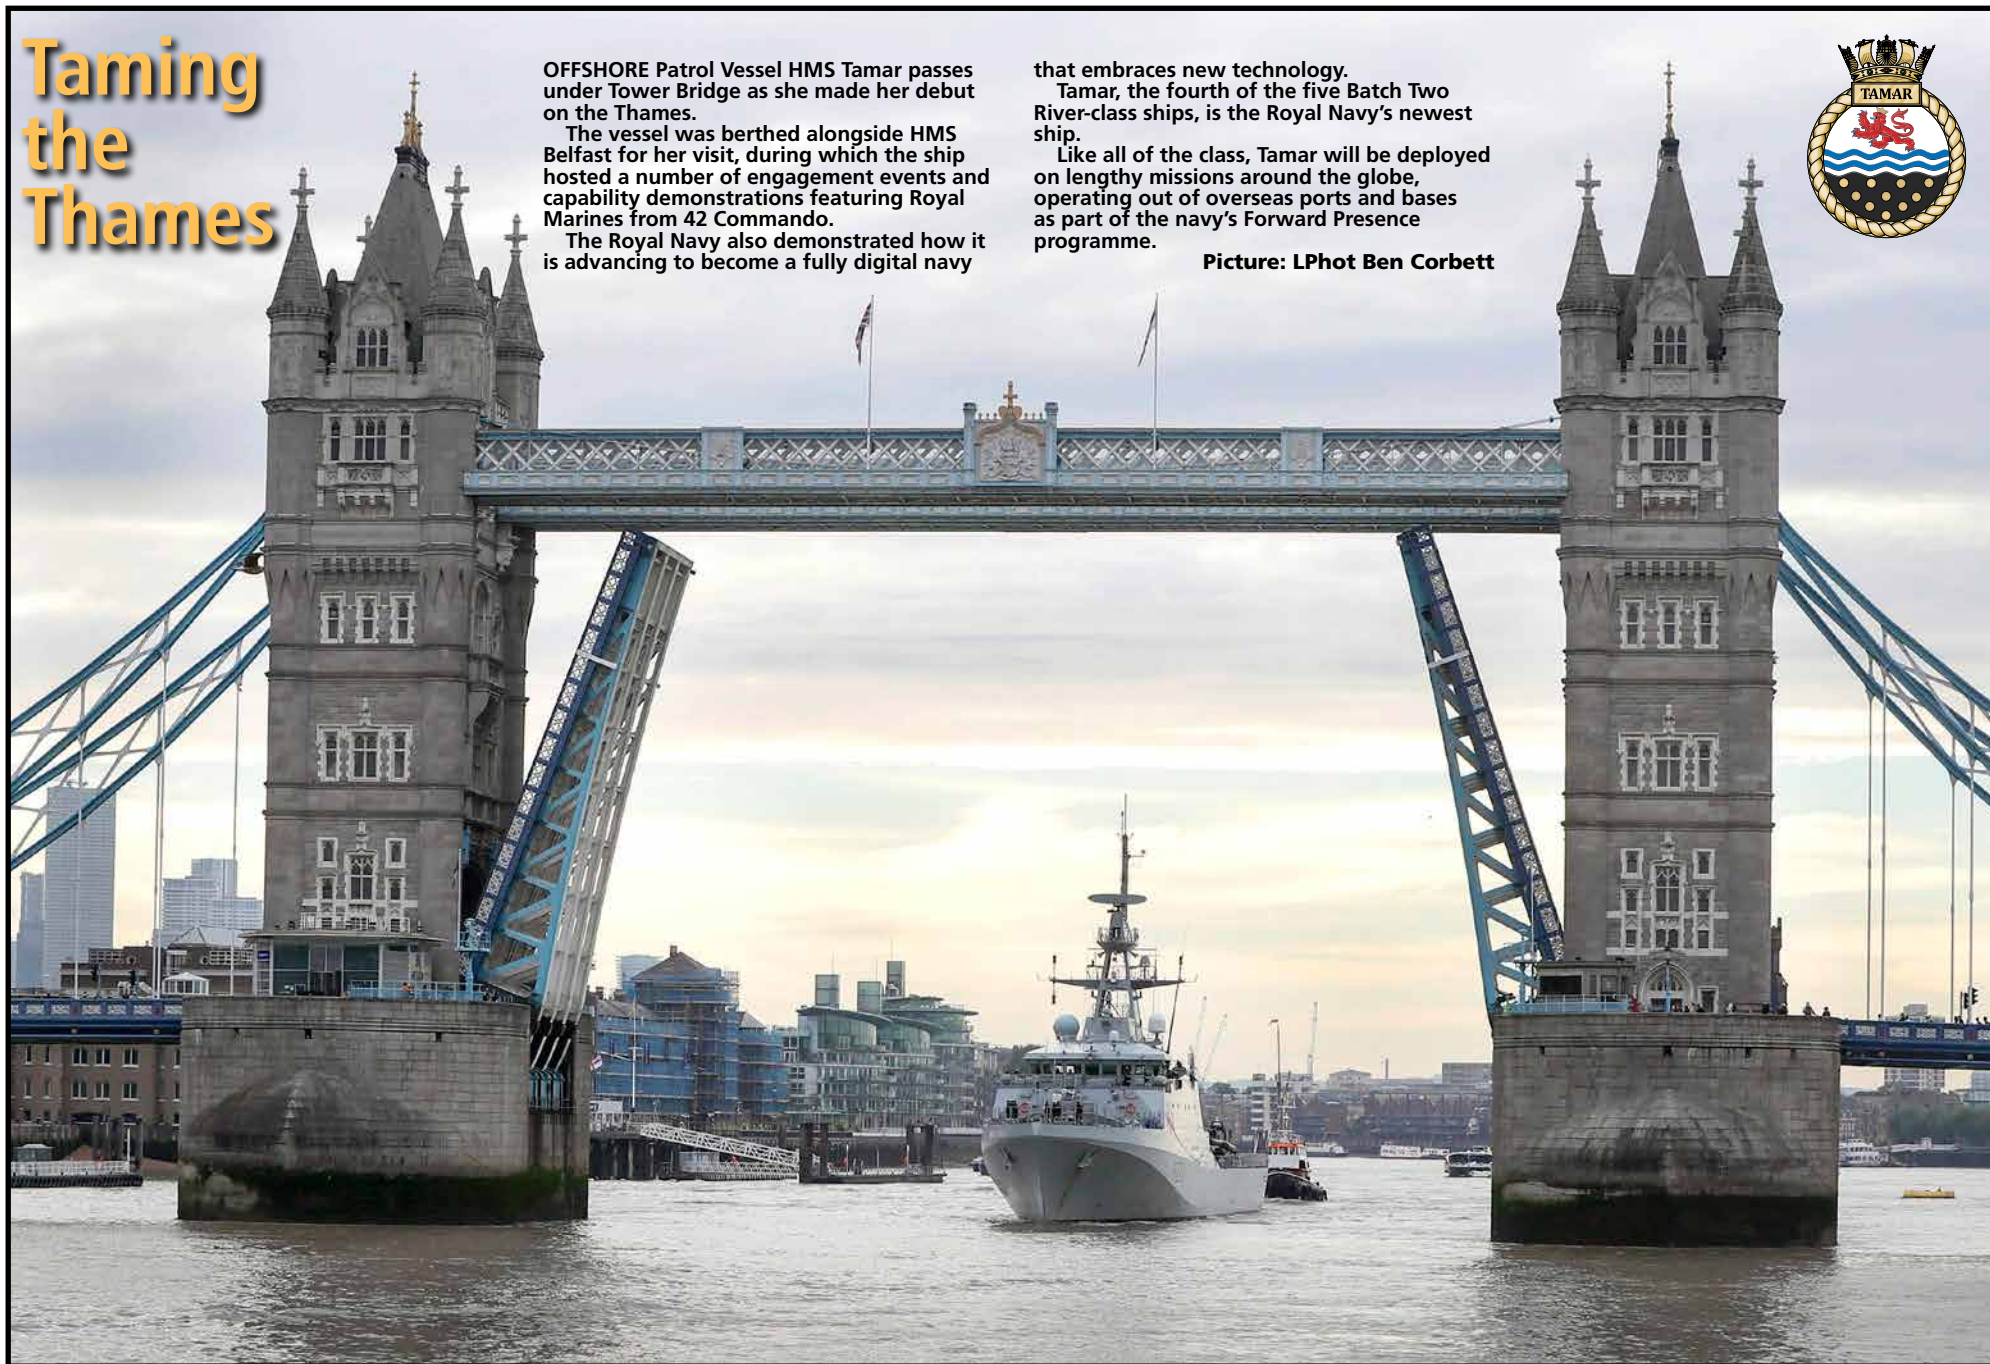 Taming
the
Thames
OFFSHORE Patrol Vessel HMS Tamar passes
under Tower Bridge as she made her debut
on the Thames.
The vessel was berthed alongside HMS
Belfast for her visit, during which the ship
hosted a number of engagement events and
capability demonstrations featuring Royal
Marines from 42 Commando.
The Royal Navy also demonstrated how it
is advancing to become a fully digital navy
that embraces new technology.
Tamar, the fourth of the five Batch Two
River-class ships, is the Royal Navy's newest
ship.
Like all of the class, Tamar will be deployed
on lengthy missions around the globe,
operating out of overseas ports and bases
as part of the navy's Forward Presence
programme.
Picture: LPhot Ben Corbett
TAMAR